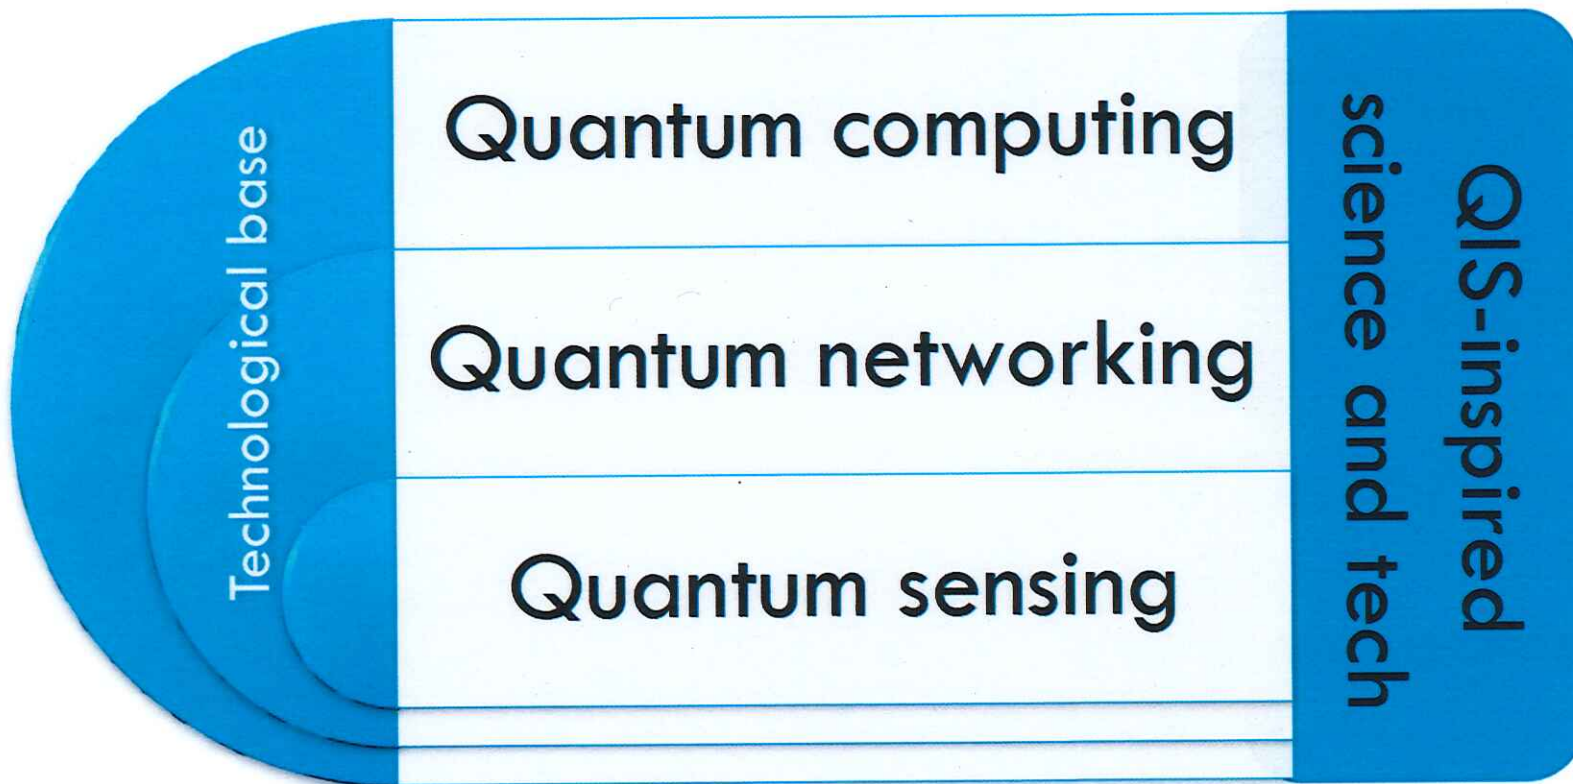 Technological base
Quantum computing
Quantum networking
Quantum sensing
QIS-inspired
science and tech